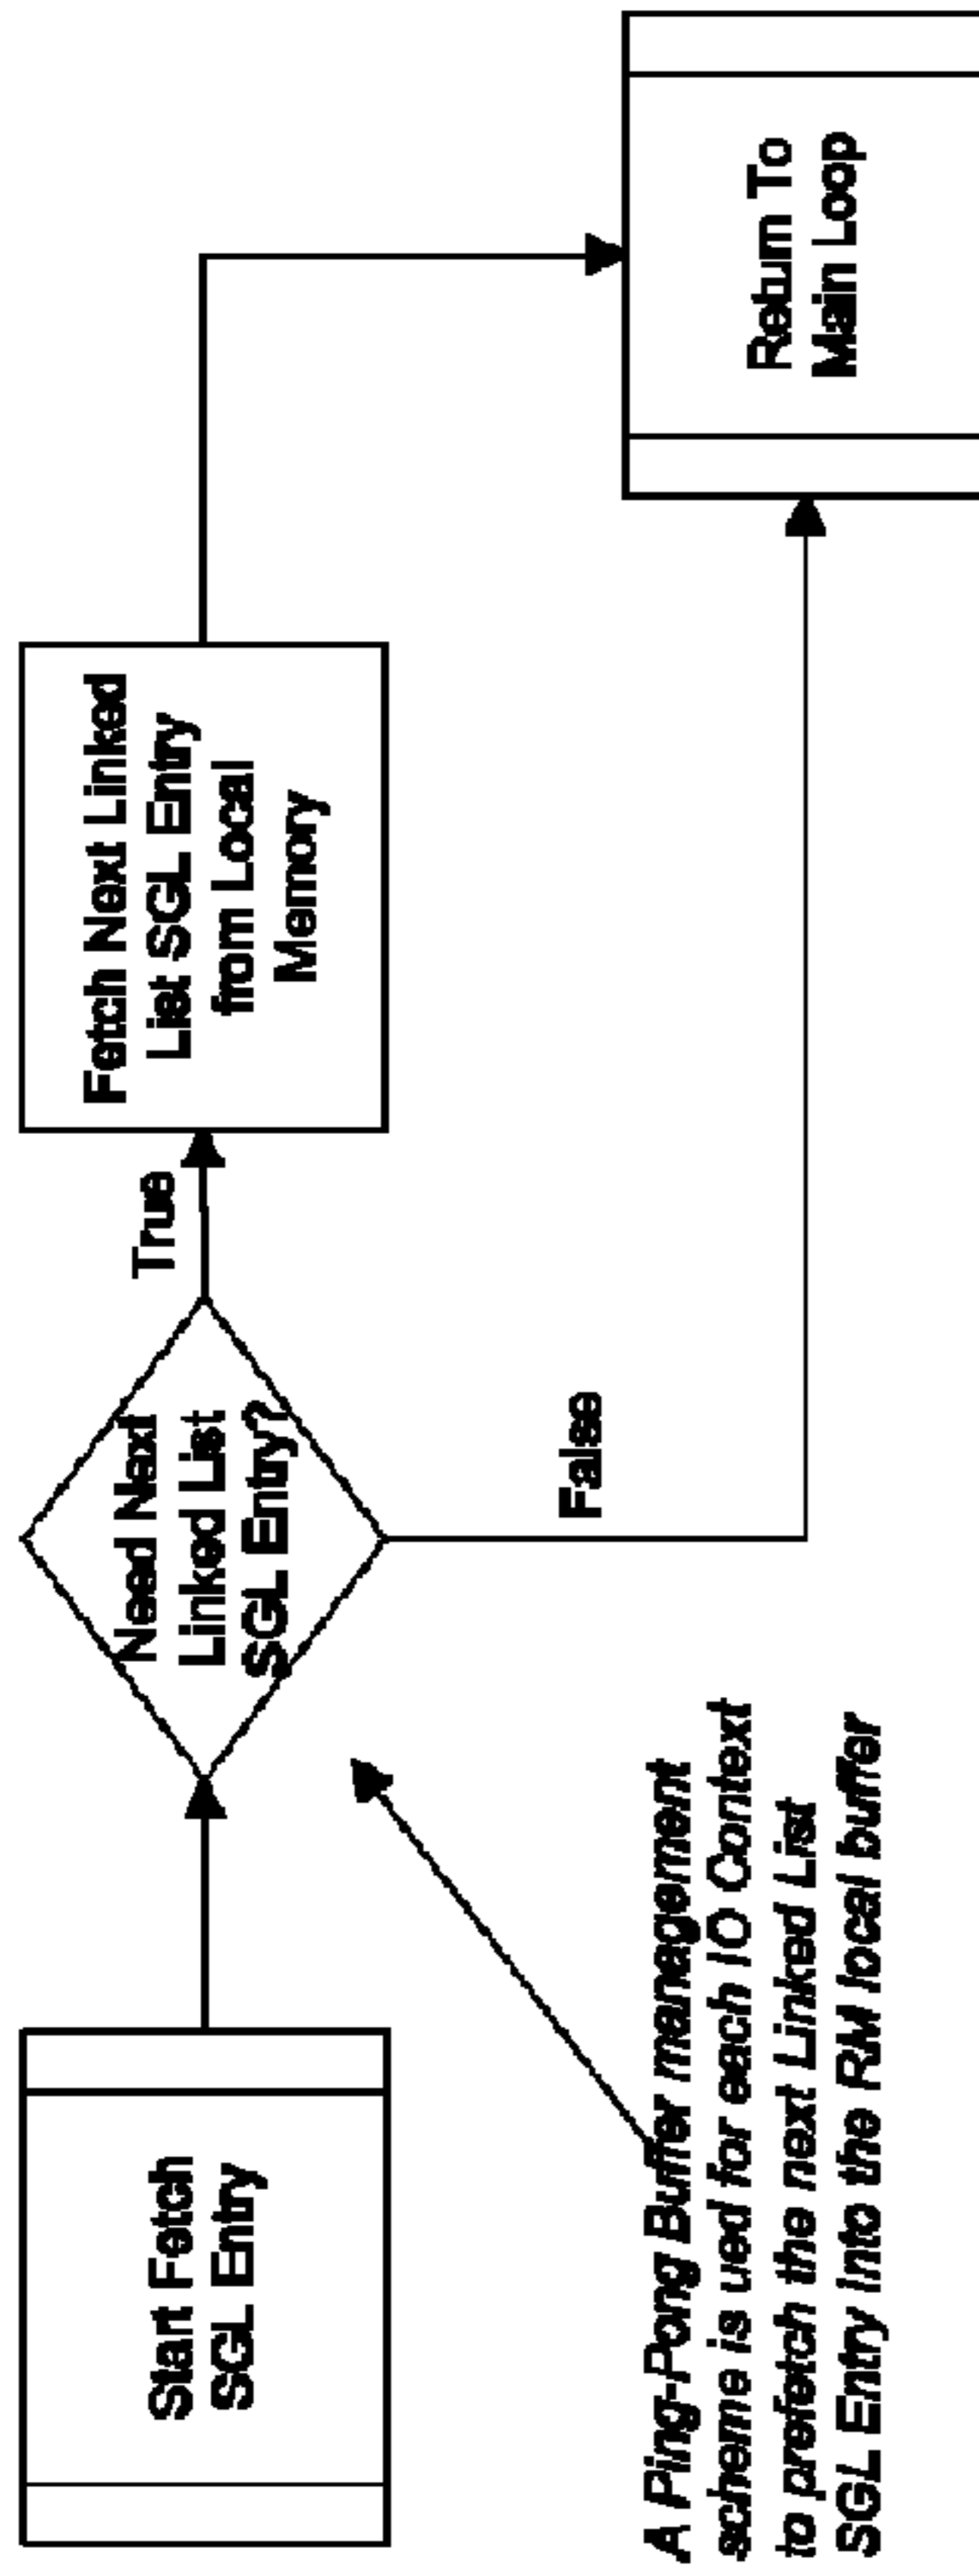 Start Fetch
SGL Entry
Need Next
Linked List
SGL Entry?
True
Fetch Next Linked
List SGL Entry
from Local
Memory
False
Return To
Main Loop
A Ping-Pong Buffer management
scheme is ued for each IO Context
to prefetch the next Linked List
SGL Entry into the RM local buffer